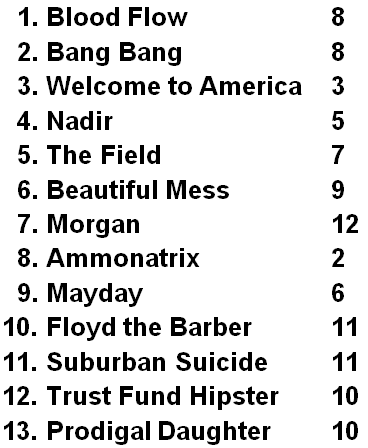 1. Blood Flow 8
2. Bang Bang 8
3. Welcome to America 3
4. Nadir 5
5. The Field 7
6. Beautiful Mess 9
7. Morgan 12
8. Ammonatrix 2
9. Mayday 6
10. Floyd the Barber 11
11. Suburban Suicide 11
12. Trust Fund Hipster 10
13. Prodigal Daughter 10